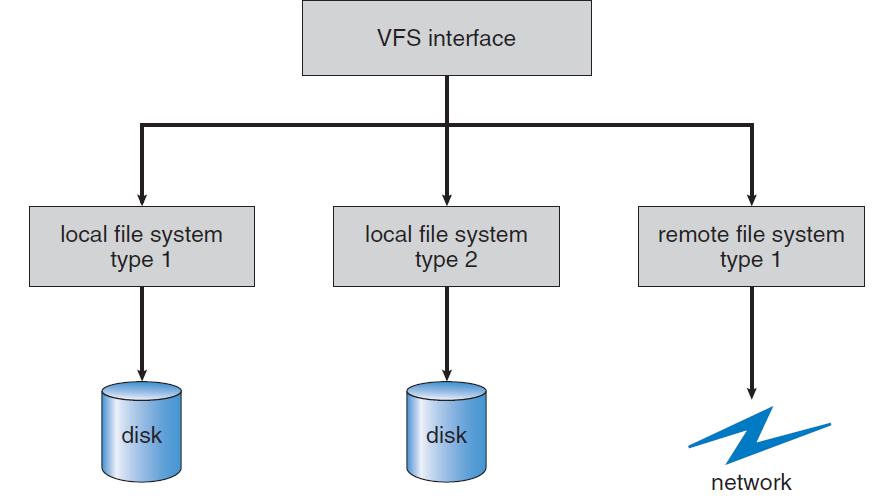 VFS interface
local file system
type 1
local file system
type 2
remote file system
type 1
disk
disk
network